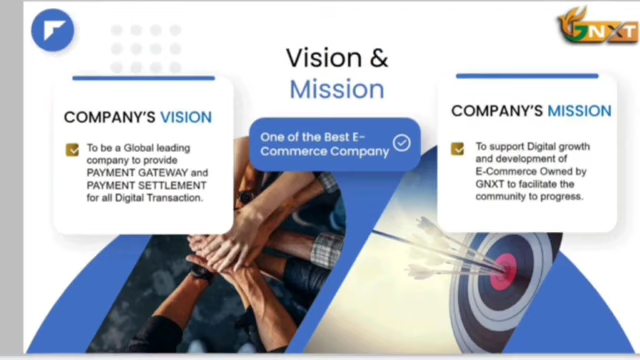 GNXT
Vision &
Mission
COMPANY'S VISION
To be a Global leading
company to provide
PAYMENT GATEWAY and
PAYMENT SETTLEMENT
for all Digital Transaction.
One of the Best E-
Commerce Company
COMPANY'S MISSION
To support Digital growth
and development of
E-Commerce Owned by
GNXT to facilitate the
community to progress.